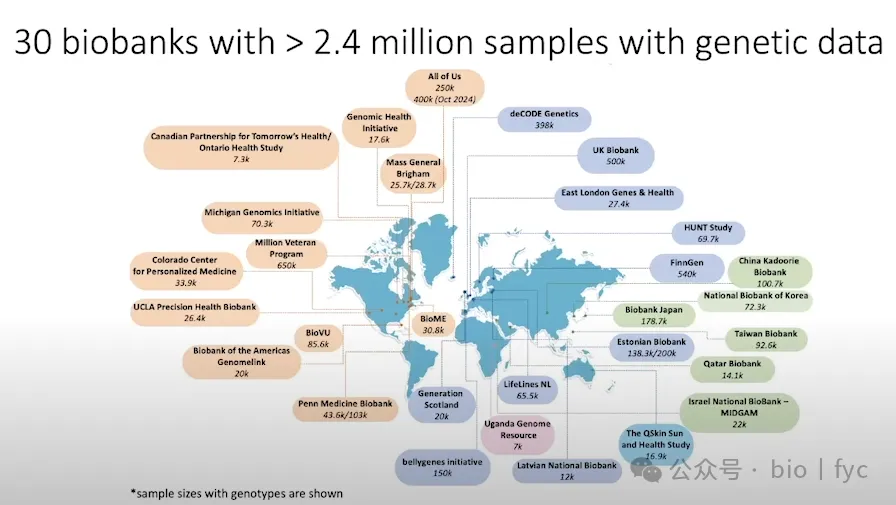 30 biobanks with > 2.4 million samples with genetic data
All of Us
250k
400k (Oct 2024)
deCODE Genetics
398k
Genomic Health
Initiative
17.6k
Canadian Partnership for Tomorrow's Health/
Ontario Health Study
7.3k
UK Biobank
500k
Mass General
Brigham
25.7k/28.7k
East London Genes & Health
27.4k
Michigan Genomics Initiative
70.3k
HUNT Study
69.7k
Million Veteran
Program
650k
Colorado Center
for Personalized Medicine
33.9k
FinnGen
540k
China Kadoorie
Biobank
100.7k
National Biobank of Korea
72.3k
UCLA Precision Health Biobank
26.4k
Biobank Japan
178.7k
BioME
30.8k
BioVU
85.6k
Taiwan Biobank
92.6k
Estonian Biobank
138.3k/200k
Biobank of the Americas
Genomelink
20k
Qatar Biobank
14.1k
LifeLines NL
65.5k
Generation
Scotland
20k
Penn Medicine Biobank
43.6k/103k
Israel National BioBank –
MIDGAM
22k
Uganda Genome
Resource
7k
The QSkin Sun
and Health Study
16.9k
bellygenes initiative
150k
Latvian National Biobank
12k
公众号 · bio丨fyc
*sample sizes with genotypes are shown